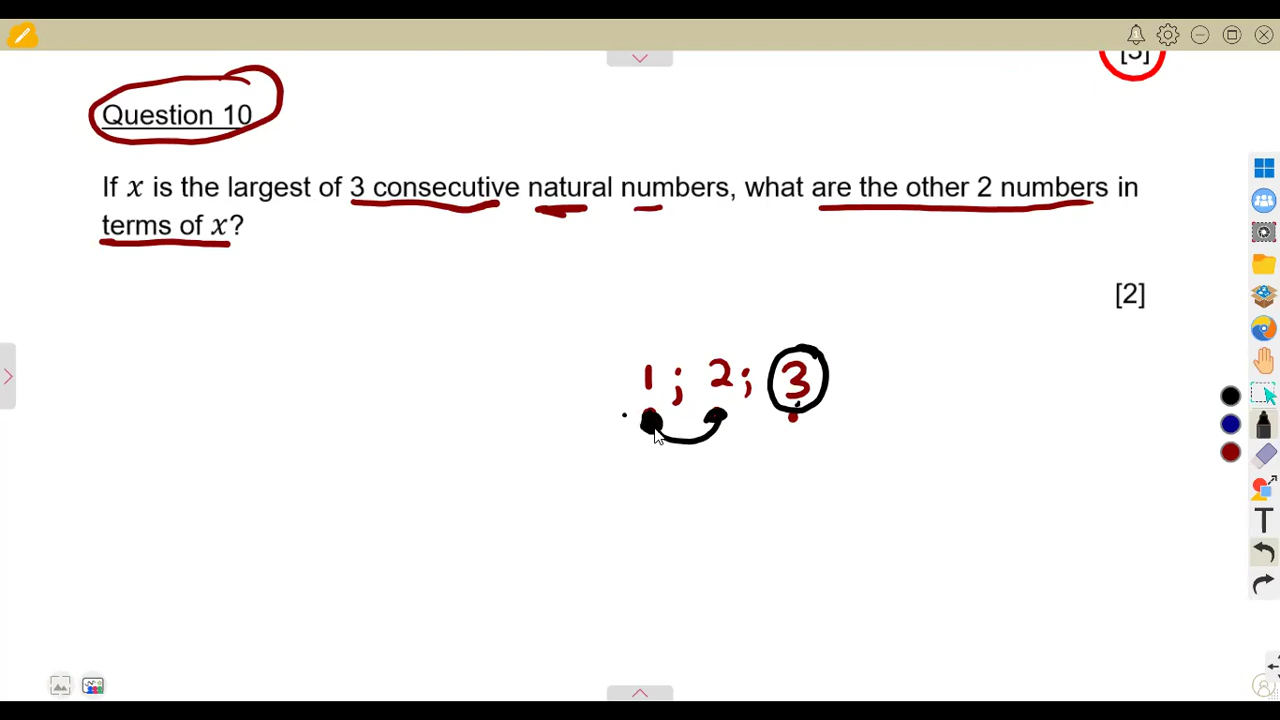 [3]
Question 10
If x is the largest of 3 consecutive natural numbers, what are the other 2 numbers in
terms of x?
[2]
1 ; 2 ; 3
T